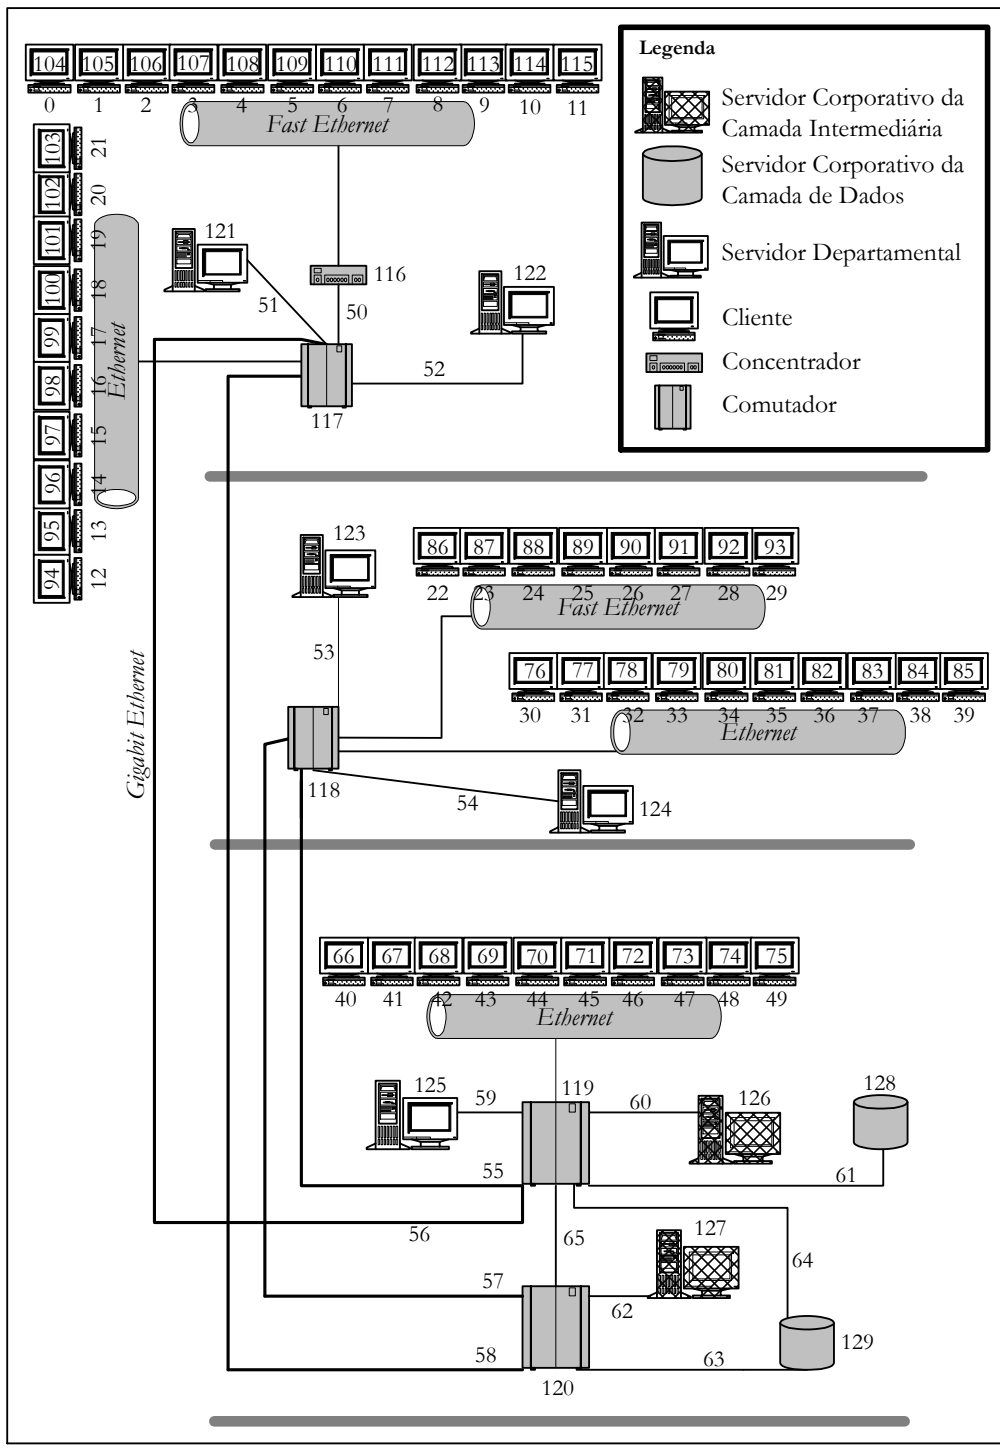 104 105 106 107 108 109 110 111 112 113 114 115
0 1 2 3 4 5 6 7 8 9 10 11
Fast Ethernet
Legenda
Servidor Corporativo da
Camada Intermediária
Servidor Corporativo da
Camada de Dados
Servidor Departamental
Cliente
Concentrador
Comutador
103 21
102 20
101 19
100 18
99 17
98 16
97 15
96 14
95 13
94 12
Ethernet
121
116
122
51
50
52
117
Gigabit Ethernet
123
86 87 88 89 90 91 92 93
22 23 24 25 26 27 28 29
Fast Ethernet
53
76 77 78 79 80 81 82 83 84 85
30 31 32 33 34 35 36 37 38 39
Ethernet
118
54
124
66 67 68 69 70 71 72 73 74 75
40 41 42 43 44 45 46 47 48 49
Ethernet
125
59
119
60
126
128
55
61
56
65
127
64
57
62
129
58
63
120